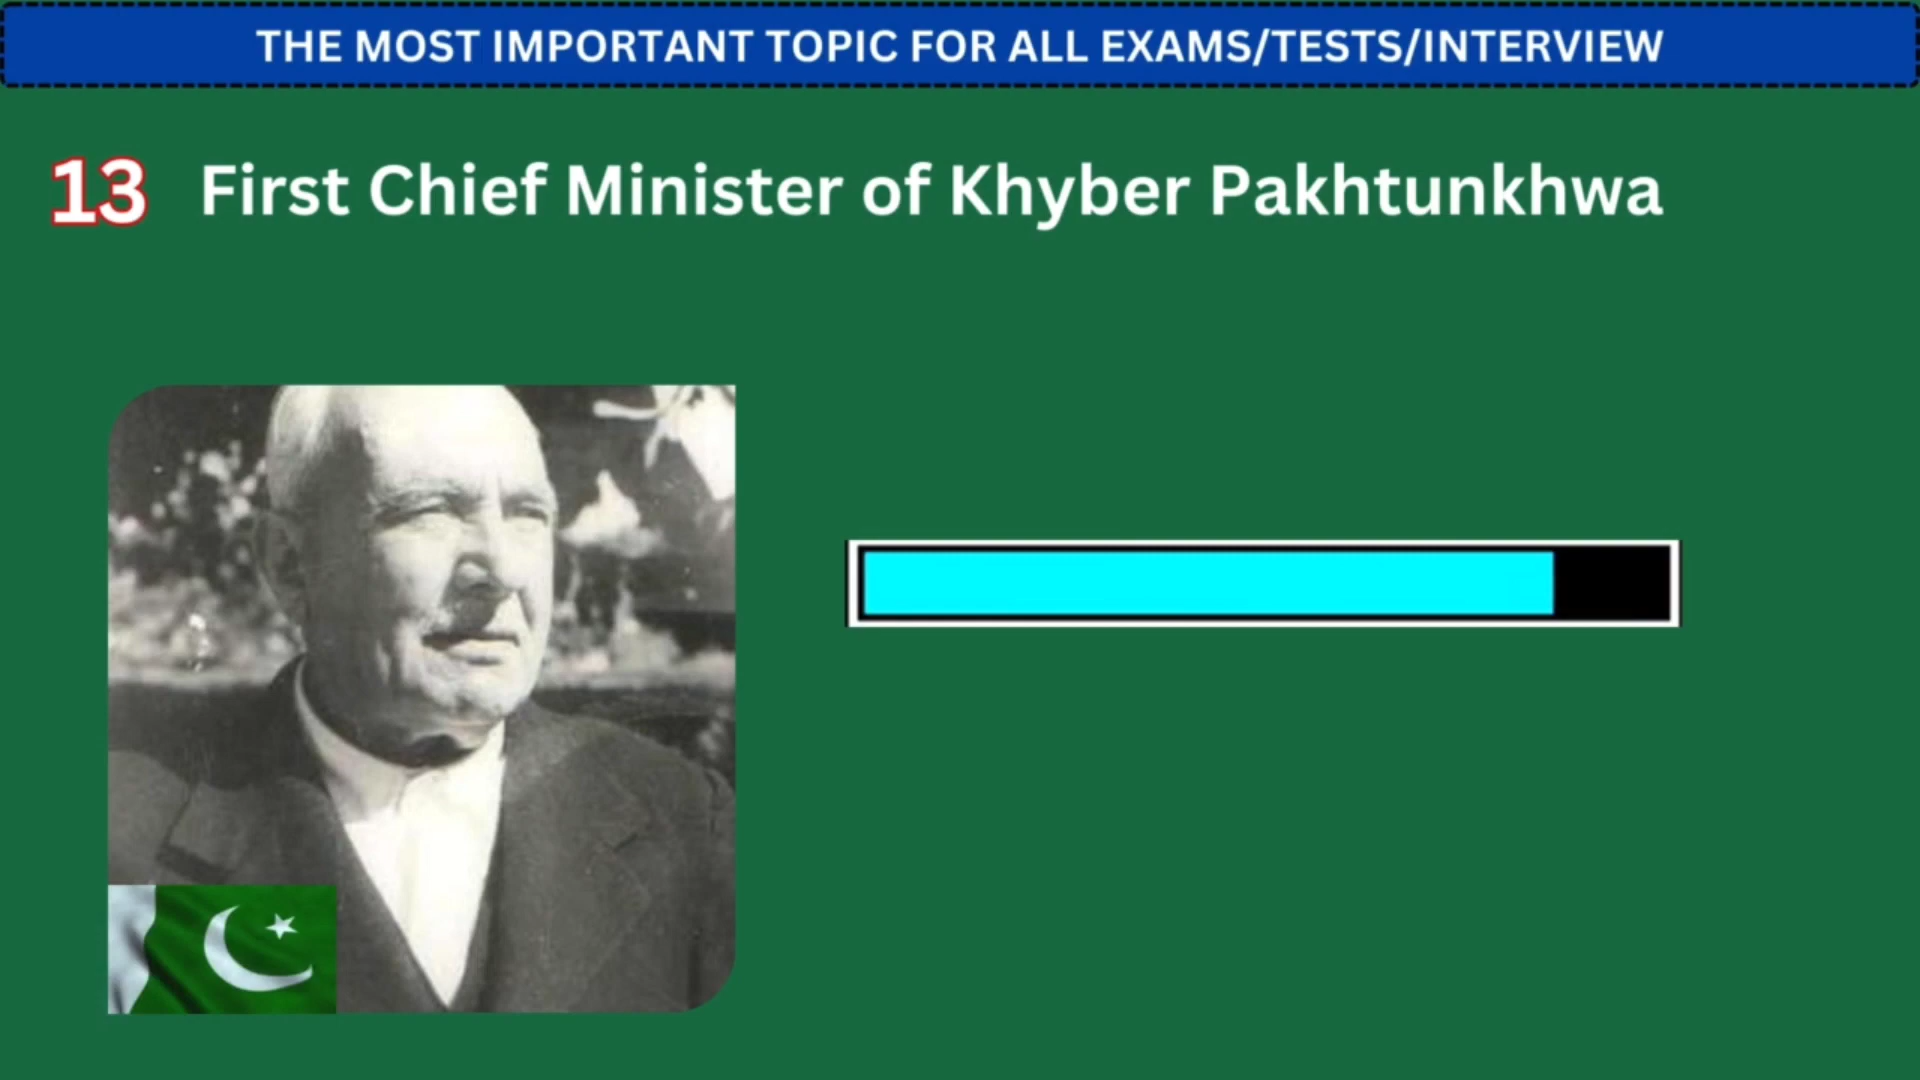 THE MOST IMPORTANT TOPIC FOR ALL EXAMS/TESTS/INTERVIEW
13 First Chief Minister of Khyber Pakhtunkhwa